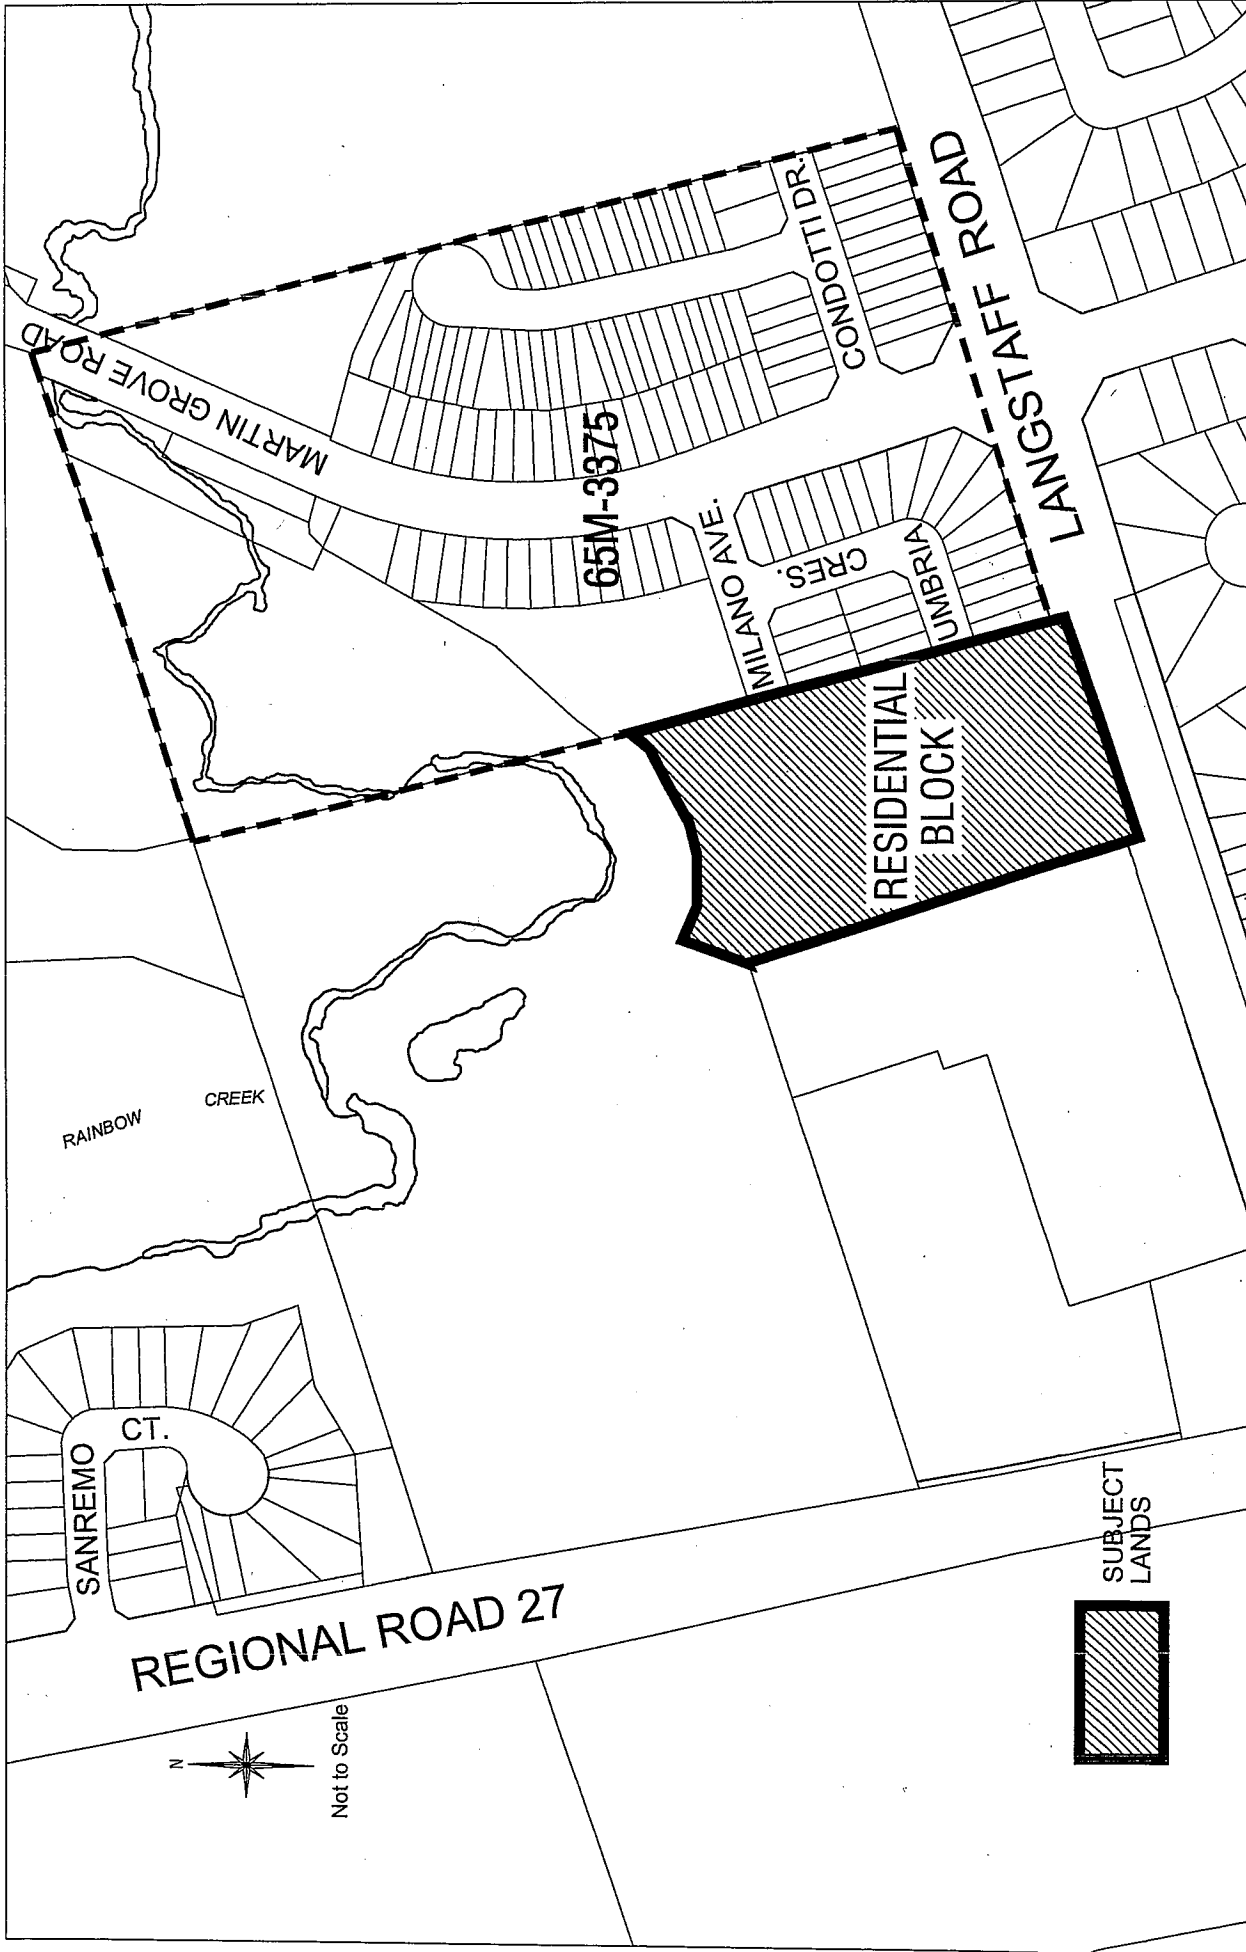 MARTIN GROVE ROAD
CONDOTTI DR.
LANGSTAFF ROAD
65M-3375
MILANO AVE.
UMBRIA
CRES.
RESIDENTIAL
BLOCK
RAINBOW
CREEK
SANREMO
CT.
REGIONAL ROAD 27
N
Not to Scale
SUBJECT
LANDS